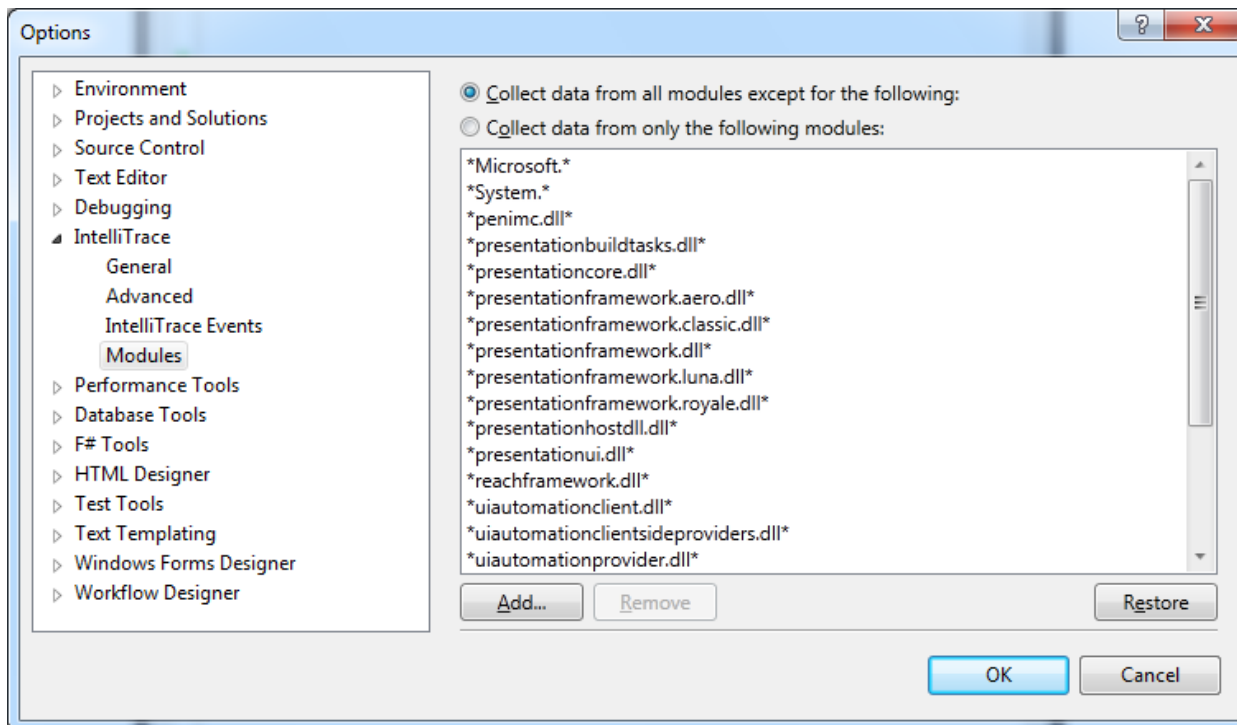 Options
Environment
Projects and Solutions
Source Control
Text Editor
Debugging
IntelliTrace
General
Advanced
IntelliTrace Events
Modules
Performance Tools
Database Tools
F# Tools
HTML Designer
Test Tools
Text Templating
Windows Forms Designer
Workflow Designer
Collect data from all modules except for the following:
Collect data from only the following modules:
*Microsoft.*
*System.*
*penimc.dll*
*presentationbuildtasks.dll*
*presentationcore.dll*
*presentationframework.aero.dll*
*presentationframework.classic.dll*
*presentationframework.dll*
*presentationframework.luna.dll*
*presentationframework.royale.dll*
*presentationhostdll.dll*
*presentationui.dll*
*reachframework.dll*
*uiautomationclient.dll*
*uiautomationclientsideproviders.dll*
*uiautomationprovider.dll*
Add... Remove Restore
OK Cancel